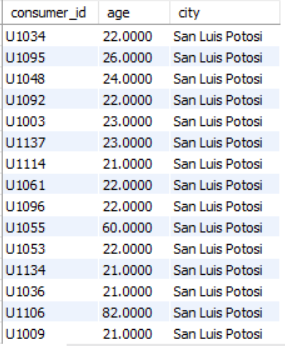 consumer_id age city
U1034 22.0000 San Luis Potosi
U1095 26.0000 San Luis Potosi
U1048 24.0000 San Luis Potosi
U1092 22.0000 San Luis Potosi
U1003 23.0000 San Luis Potosi
U1137 23.0000 San Luis Potosi
U1114 21.0000 San Luis Potosi
U1061 22.0000 San Luis Potosi
U1096 22.0000 San Luis Potosi
U1055 60.0000 San Luis Potosi
U1053 22.0000 San Luis Potosi
U1134 21.0000 San Luis Potosi
U1036 21.0000 San Luis Potosi
U1106 82.0000 San Luis Potosi
U1009 21.0000 San Luis Potosi